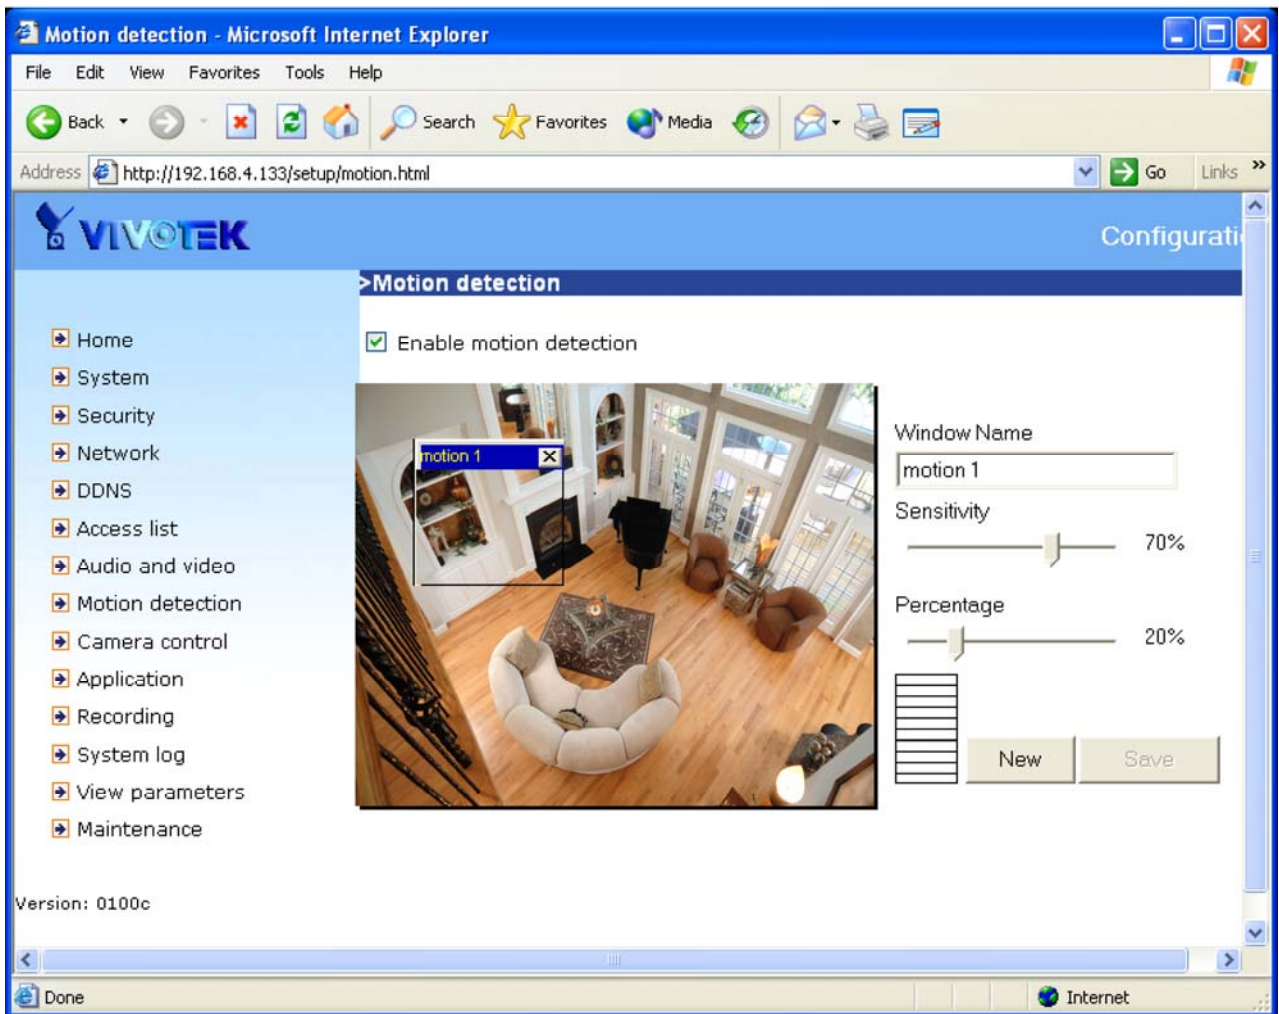 Motion detection - Microsoft Internet Explorer
File Edit View Favorites Tools Help
Back Search Favorites Media
Address http://192.168.4.133/setup/motion.html Go Links »
VIVOTEK
Configurati
>Motion detection
Home
System
Security
Network
DDNS
Access list
Audio and video
Motion detection
Camera control
Application
Recording
System log
View parameters
Maintenance
Version: 0100c
Enable motion detection
motion 1
Window Name
motion 1
Sensitivity
70%
Percentage
20%
New Save
Done Internet